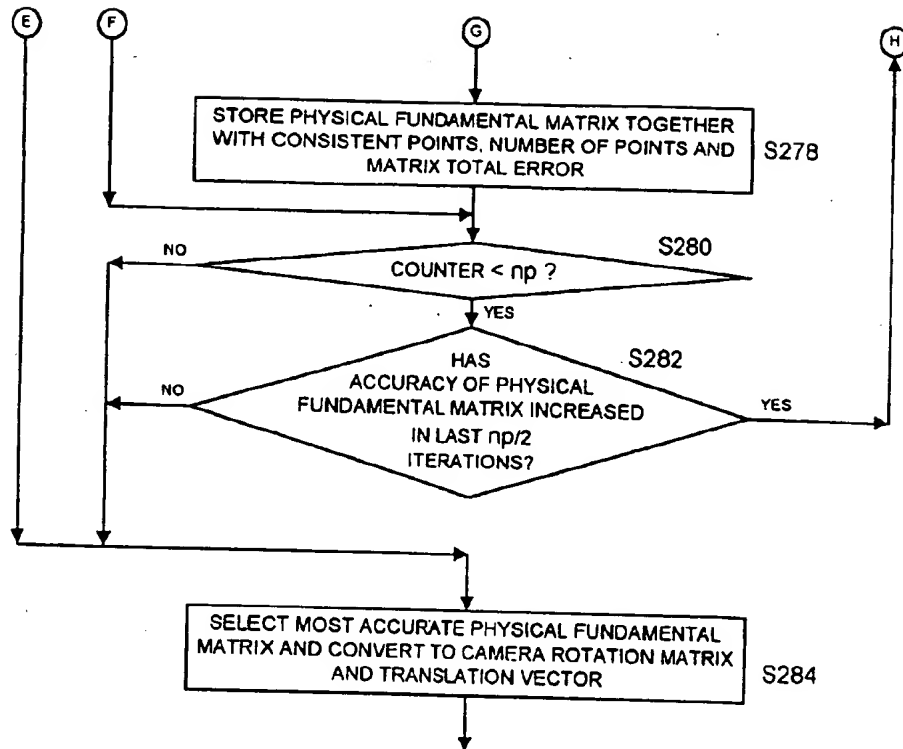 E
F
G
H
STORE PHYSICAL FUNDAMENTAL MATRIX TOGETHER
WITH CONSISTENT POINTS, NUMBER OF POINTS AND
MATRIX TOTAL ERROR
S278
S280
NO
COUNTER < np ?
YES
S282
HAS
ACCURACY OF PHYSICAL
FUNDAMENTAL MATRIX INCREASED
IN LAST np/2
ITERATIONS?
NO
YES
SELECT MOST ACCURATE PHYSICAL FUNDAMENTAL
MATRIX AND CONVERT TO CAMERA ROTATION MATRIX
AND TRANSLATION VECTOR
S284